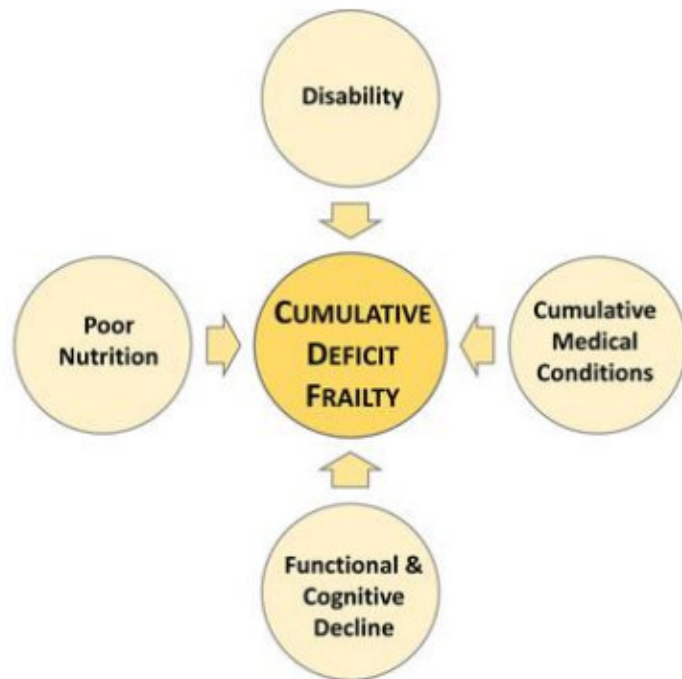 Disability
Poor
Nutrition
CUMULATIVE
DEFICIT
FRAILTY
Cumulative
Medical
Conditions
Functional &
Cognitive
Decline